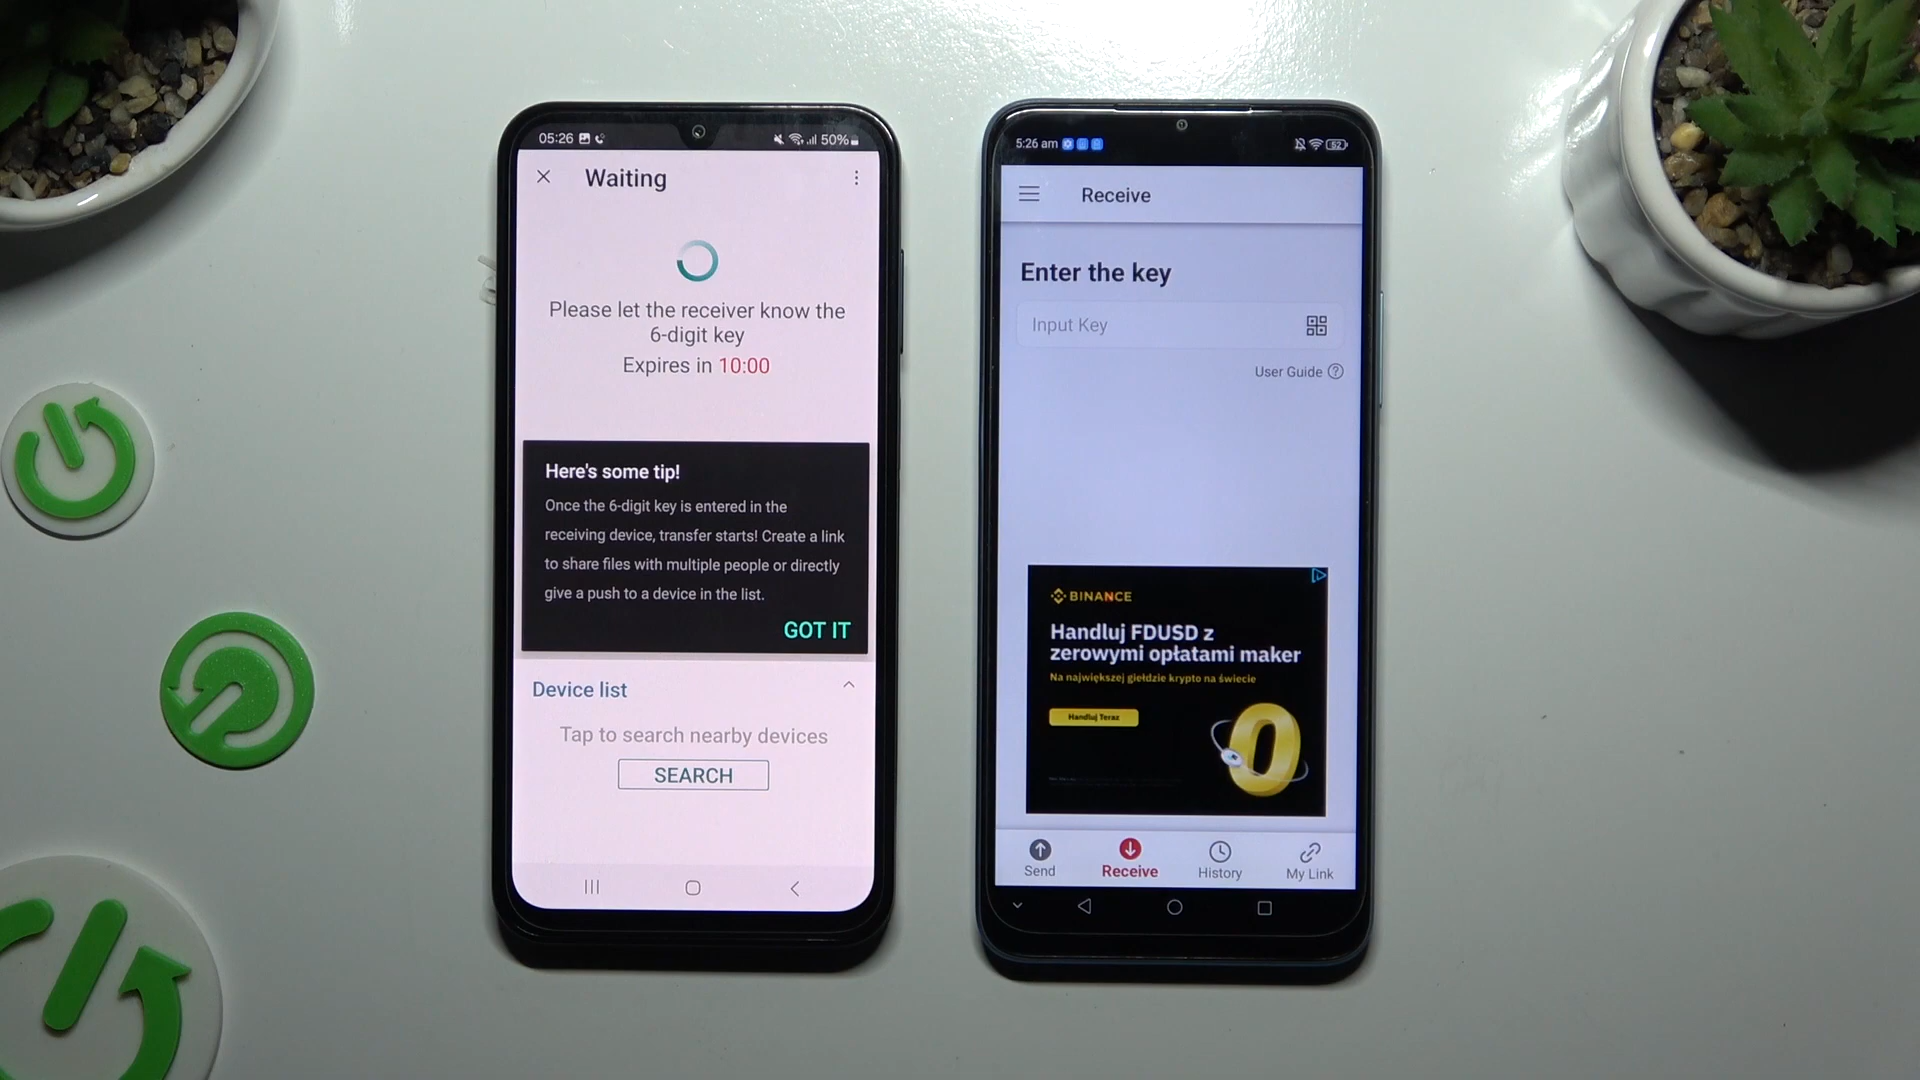 05:26
50%
Waiting
Please let the receiver know the
6-digit key
Expires in 10:00
Here's some tip!
Once the 6-digit key is entered in the
receiving device, transfer starts! Create a link
to share files with multiple people or directly
give a push to a device in the list.
GOT IT
Device list
Tap to search nearby devices
SEARCH
5:26 am
52
Receive
Enter the key
Input Key
User Guide
BINANCE
Handluj FDUSD z
zerowymi opłatami maker
Na największej giełdzie krypto na świecie
Handluj Teraz
0
Send
Receive
History
My Link